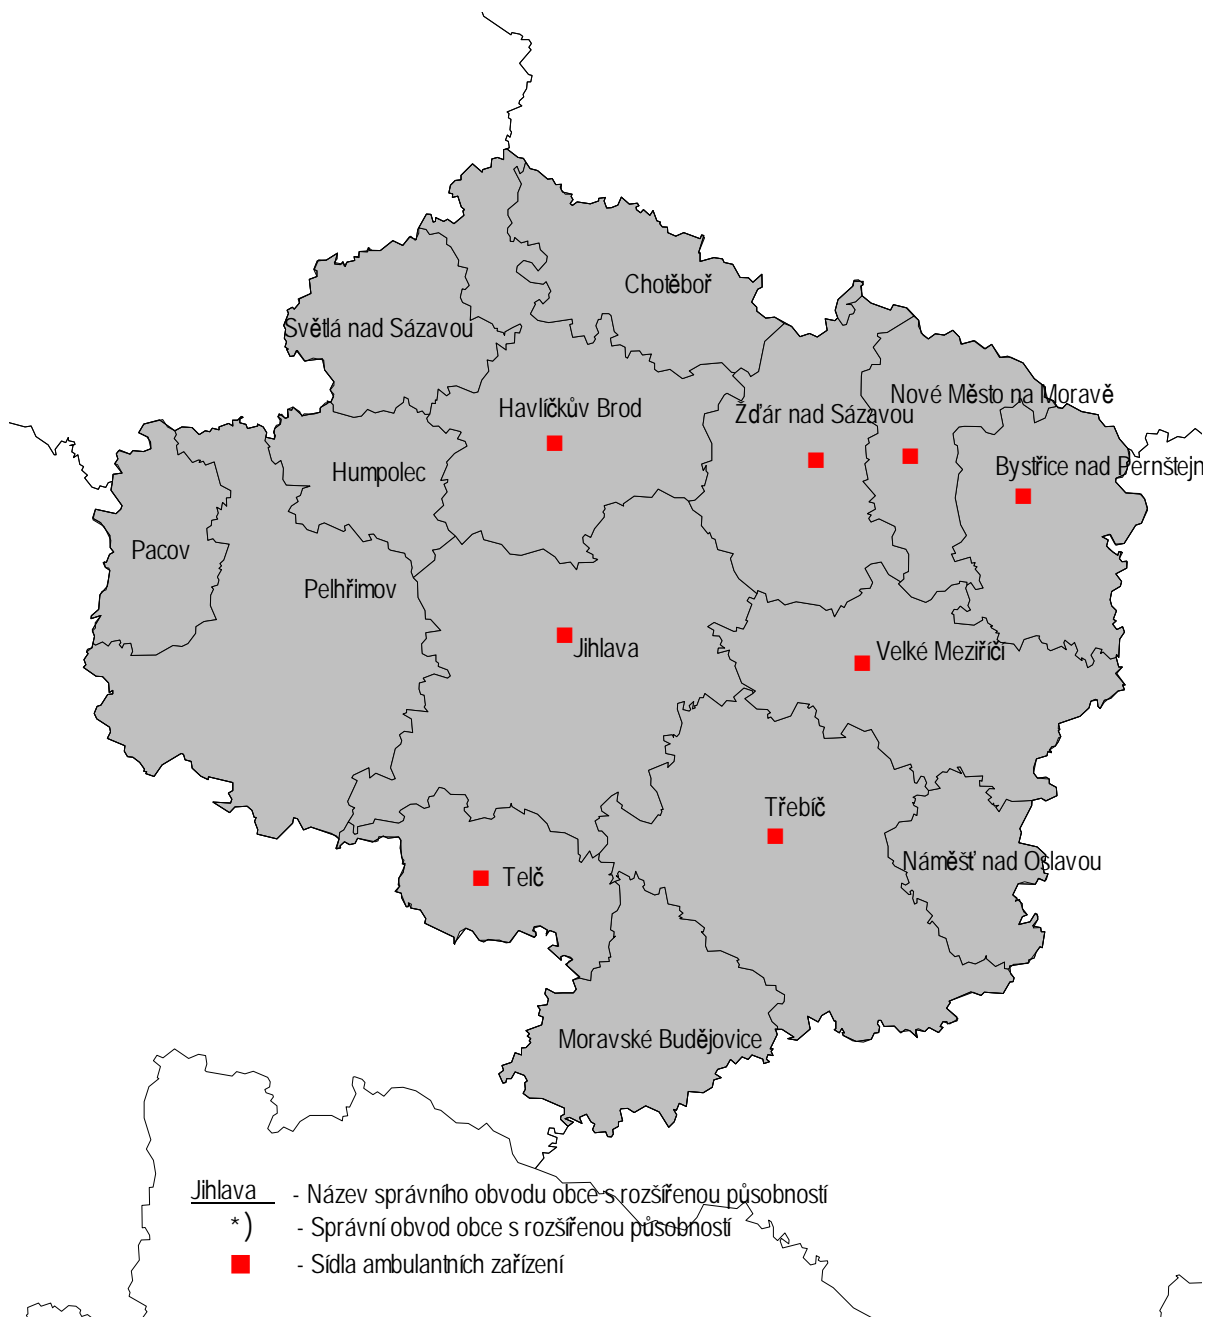 Chotěboř
Světlá nad Sázavou
Nové Město na Moravě
Havlíčkův Brod
Žďár nad Sázavou
Humpolec
Bystřice nad Pernštejn
Pacov
Pelhřimov
Jihlava
Velké Meziříčí
Třebíč
Náměšť nad Oslavou
Telč
Moravské Budějovice
Jihlava - Název správního obvodu obce s rozšířenou působností
*) - Správní obvod obce s rozšířenou působností
- Sídla ambulantních zařízení